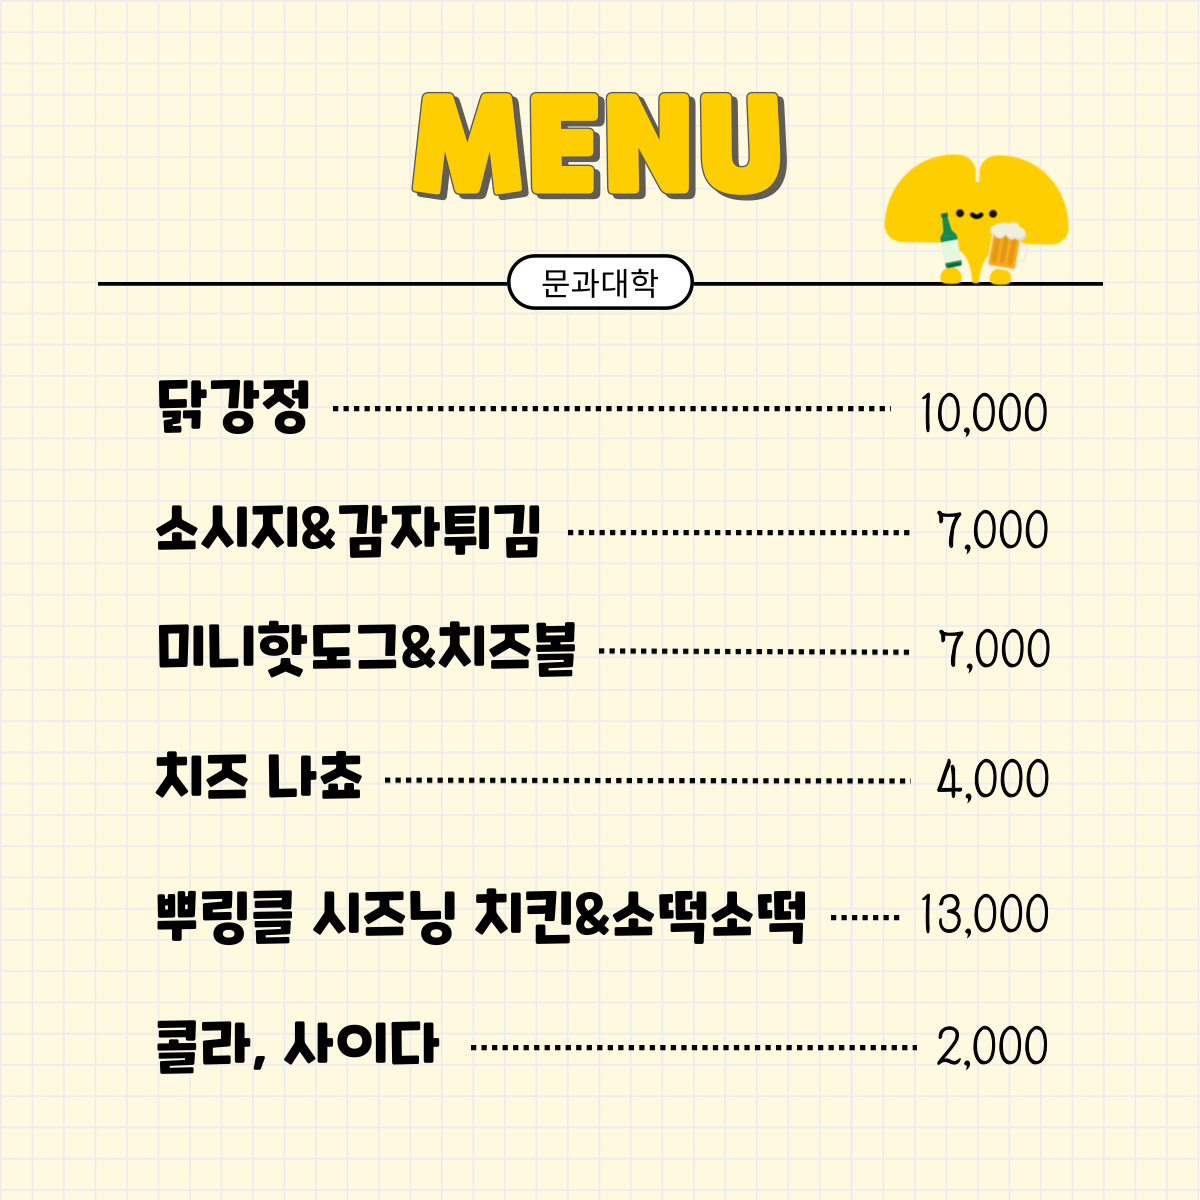 MENU
문과대학
닭강정 10,000
소시지&감자튀김 7,000
미니핫도그&치즈볼 7,000
치즈 나쵸 4,000
뿌링클 시즈닝 치킨&소떡소떡 13,000
콜라, 사이다 2,000